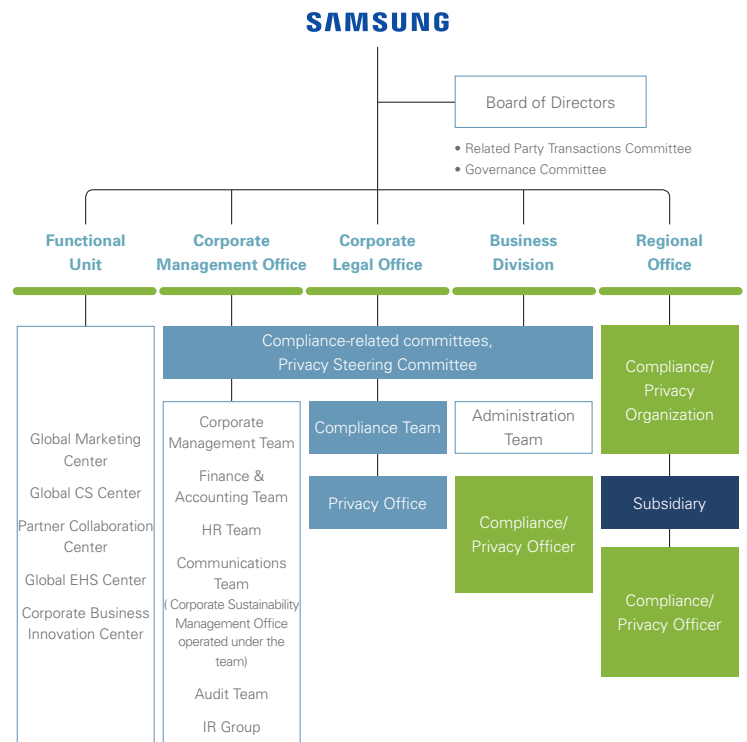 SAMSUNG
Board of Directors
• Related Party Transactions Committee
• Governance Committee
Functional
Unit
Corporate
Management Office
Corporate
Legal Office
Business
Division
Regional
Office
Compliance-related committees,
Privacy Steering Committee
Global Marketing
Center
Global CS Center
Partner Collaboration
Center
Global EHS Center
Corporate Business
Innovation Center
Corporate
Management Team
Finance &
Accounting Team
HR Team
Communications
Team
( Corporate Sustainability
Management Office
operated under the
team)
Audit Team
IR Group
Compliance Team
Privacy Office
Administration
Team
Compliance/
Privacy Officer
Compliance/
Privacy
Organization
Subsidiary
Compliance/
Privacy Officer